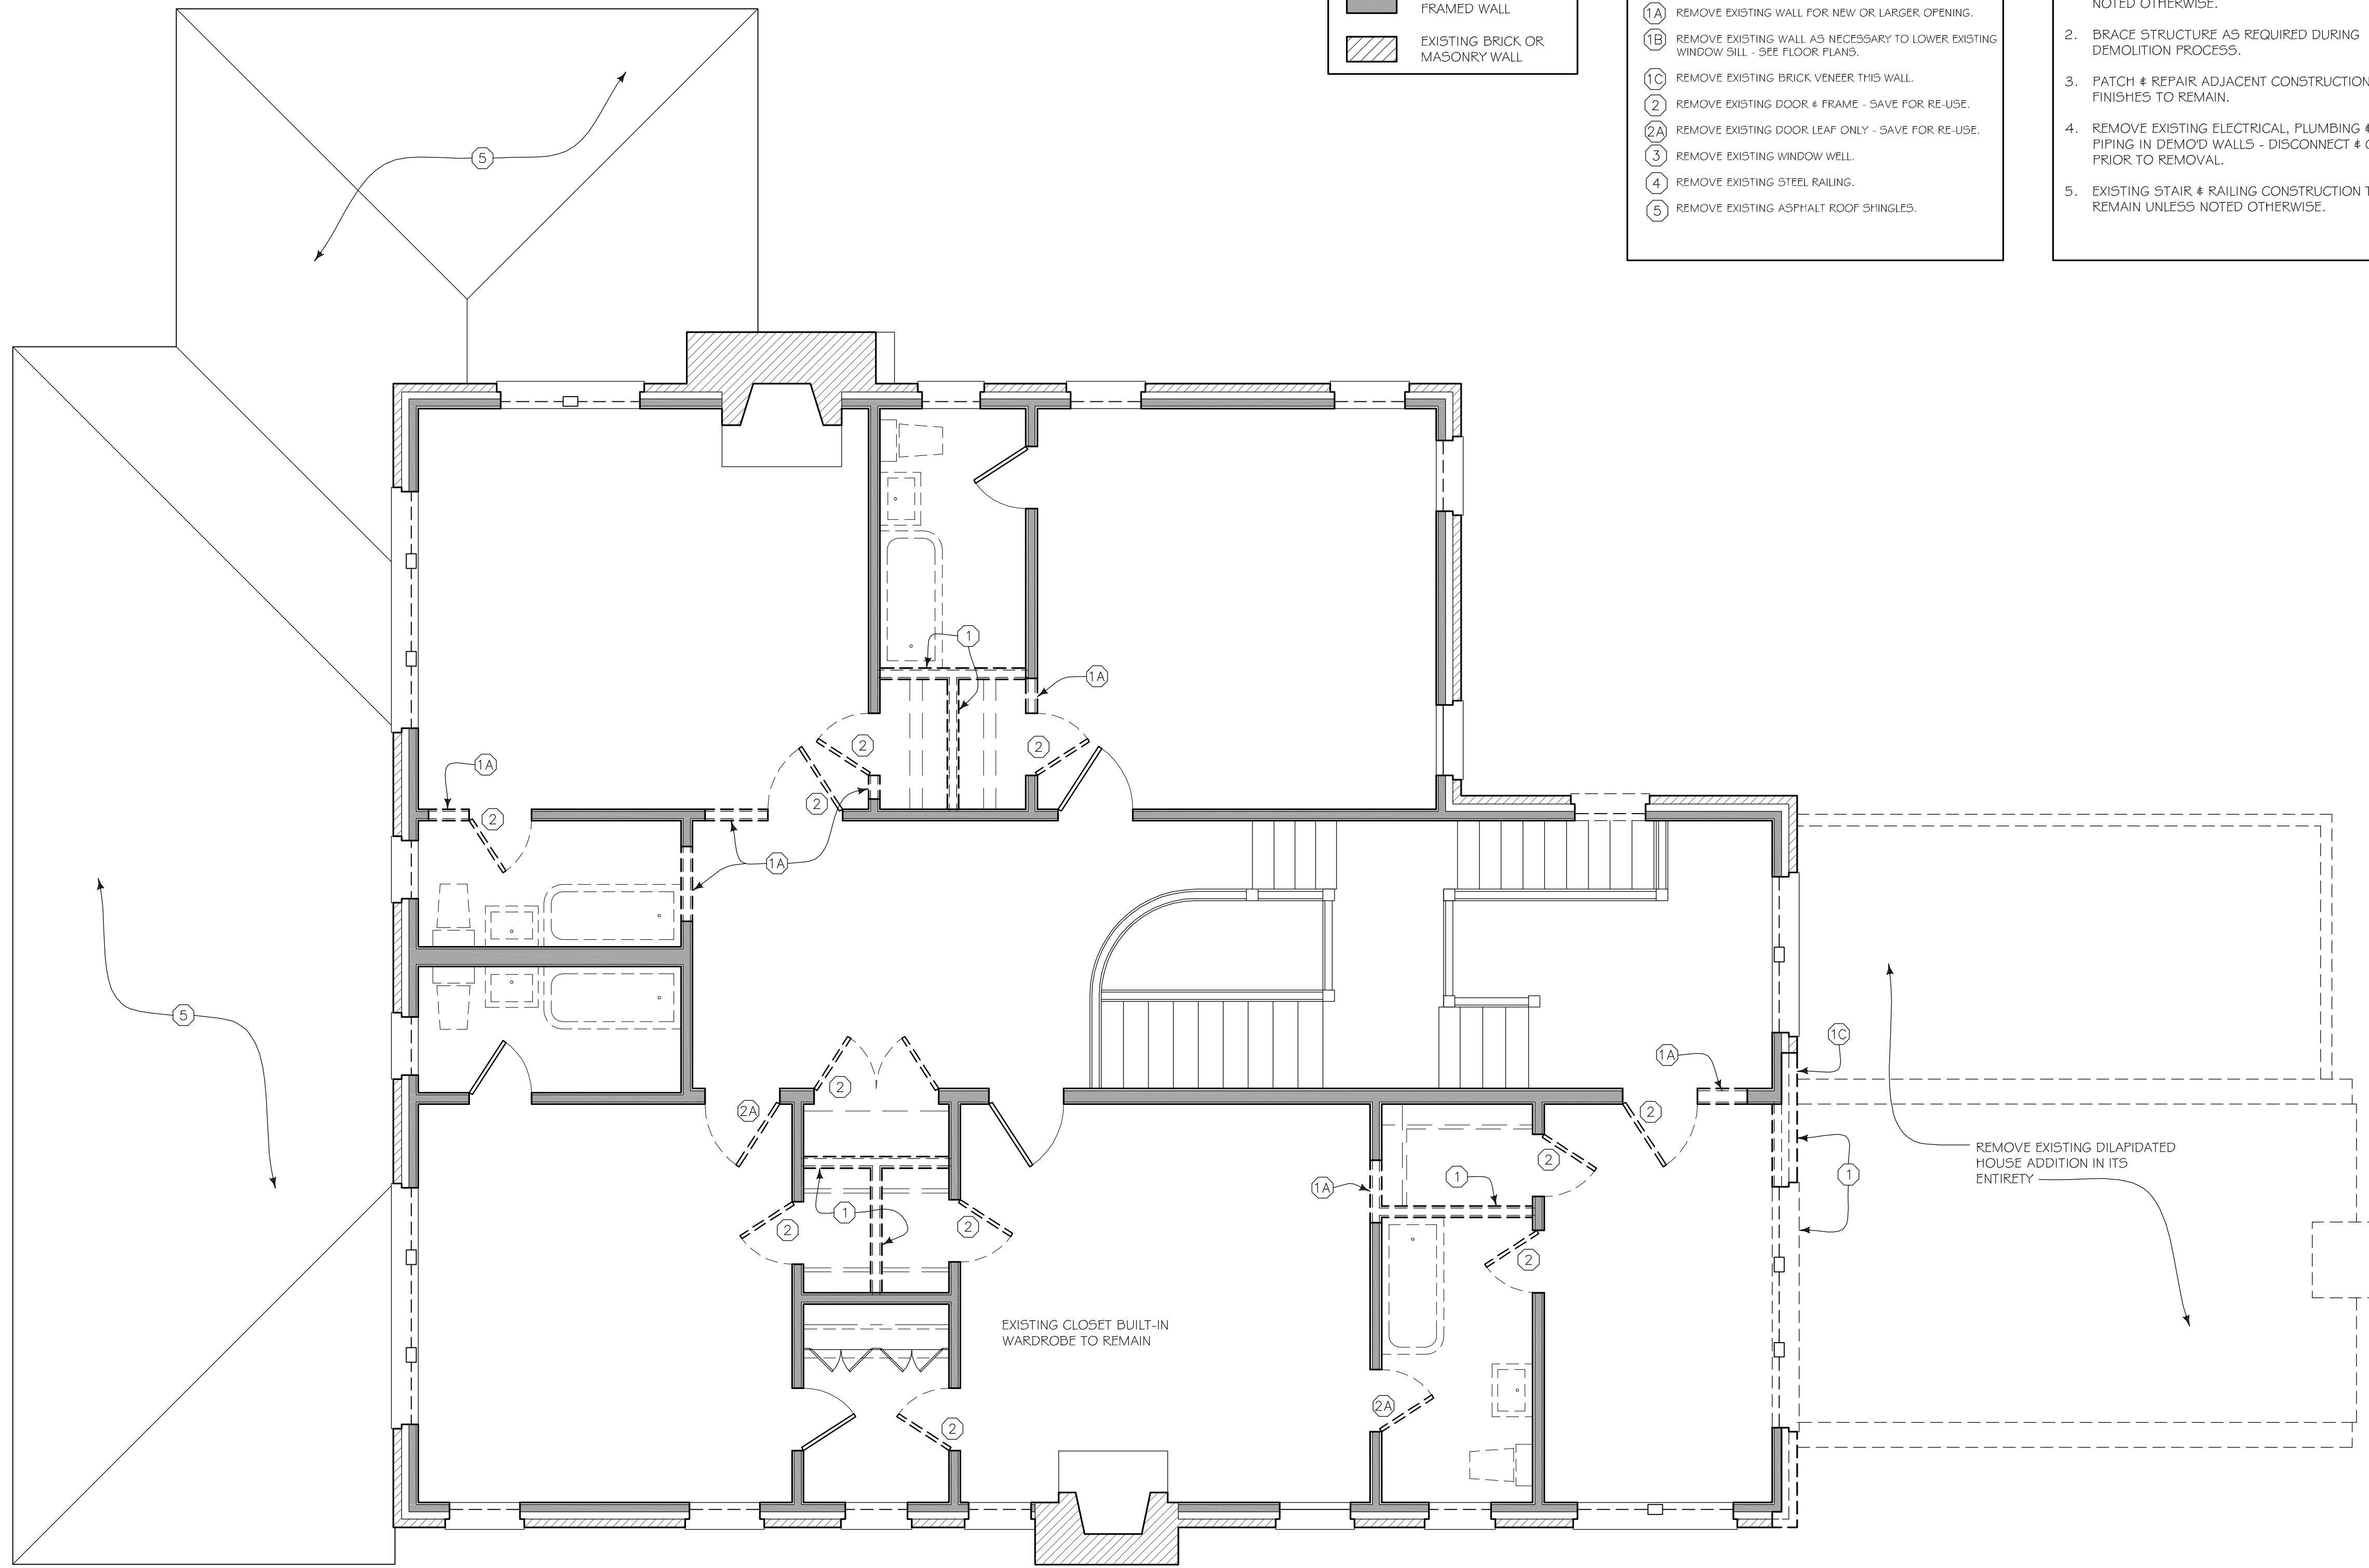 FRAMED WALL
EXISTING BRICK OR
MASONRY WALL
1A REMOVE EXISTING WALL FOR NEW OR LARGER OPENING.
1B REMOVE EXISTING WALL AS NECESSARY TO LOWER EXISTING
WINDOW SILL - SEE FLOOR PLANS.
1C REMOVE EXISTING BRICK VENEER THIS WALL.
2 REMOVE EXISTING DOOR & FRAME - SAVE FOR RE-USE.
2A REMOVE EXISTING DOOR LEAF ONLY - SAVE FOR RE-USE.
3 REMOVE EXISTING WINDOW WELL.
4 REMOVE EXISTING STEEL RAILING.
5 REMOVE EXISTING ASPHALT ROOF SHINGLES.
NOTED OTHERWISE.
2. BRACE STRUCTURE AS REQUIRED DURING
DEMOLITION PROCESS.
3. PATCH & REPAIR ADJACENT CONSTRUCTION
FINISHES TO REMAIN.
4. REMOVE EXISTING ELECTRICAL, PLUMBING &
PIPING IN DEMO'D WALLS - DISCONNECT &
PRIOR TO REMOVAL.
5. EXISTING STAIR & RAILING CONSTRUCTION
REMAIN UNLESS NOTED OTHERWISE.
5
1
1A
2
2
1A
2
2
1A
5
1C
1A
2
2A
2
2
1
REMOVE EXISTING DILAPIDATED
HOUSE ADDITION IN ITS
ENTIRETY
1
1A
1
2
2
2
EXISTING CLOSET BUILT-IN
WARDROBE TO REMAIN
2A
2